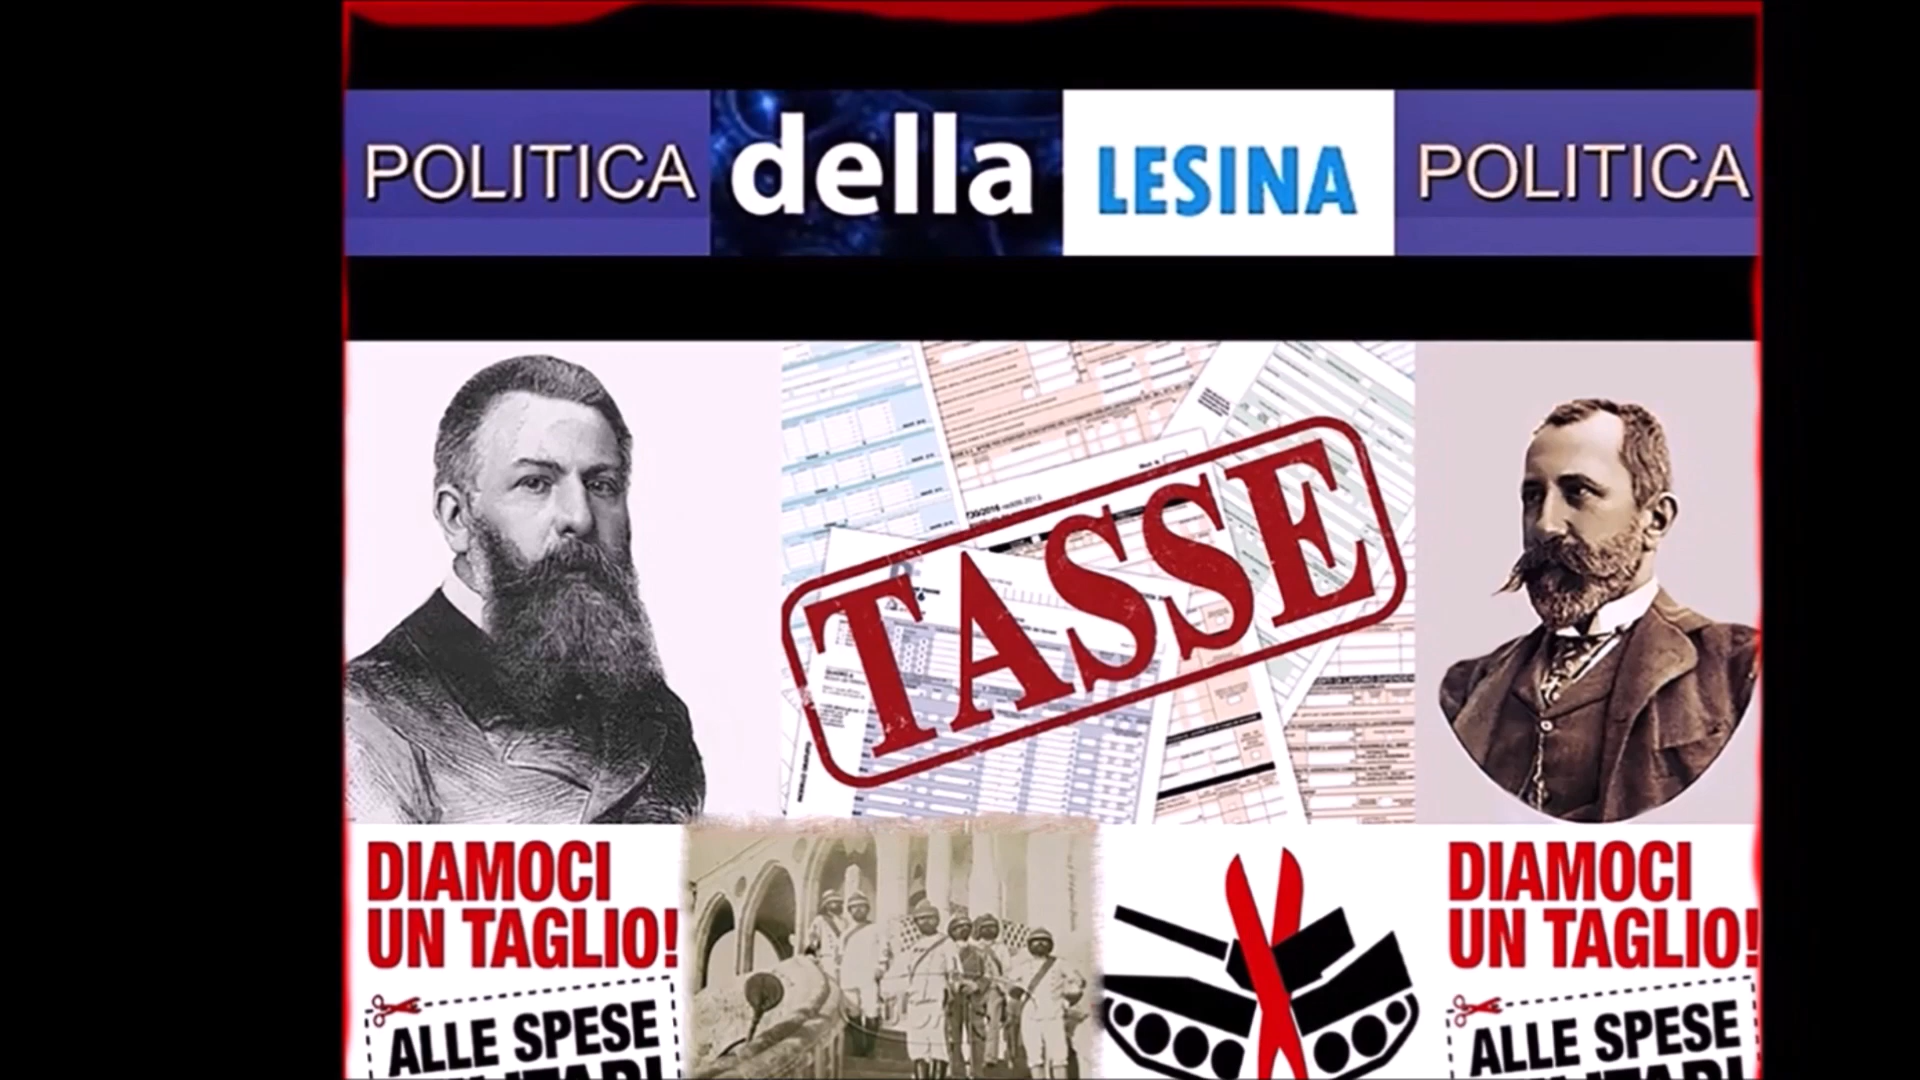 POLITICA della LESINA POLITICA
TASSE
DIAMOCI
UN TAGLIO!
ALLE SPESE
DIAMOCI
UN TAGLIO!
ALLE SPESE